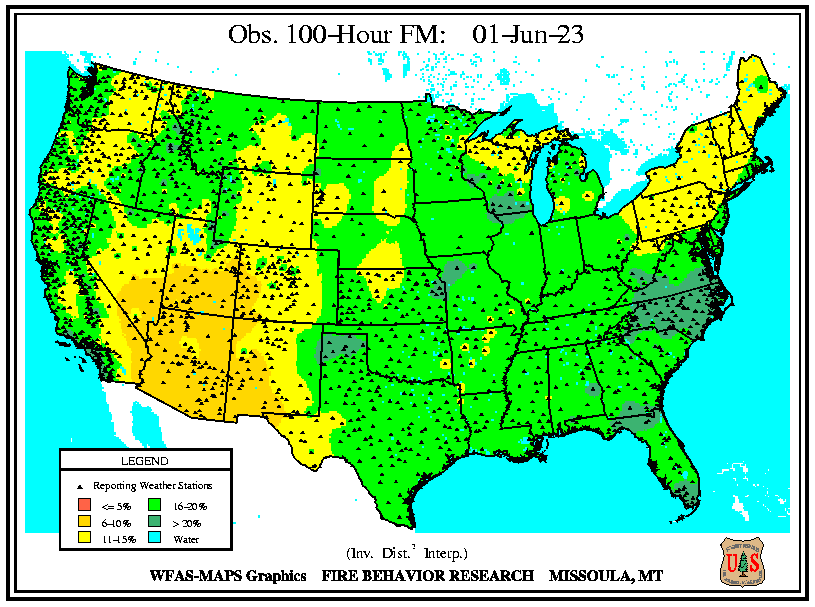 Obs. 100-Hour FM: 01-Jun-23
LEGEND
Reporting Weather Stations
<= 5% 16-20%
6-10% > 20%
11-15% Water
(Inv. Dist.² Interp.)
WFAS-MAPS Graphics FIRE BEHAVIOR RESEARCH MISSOULA, MT
U S